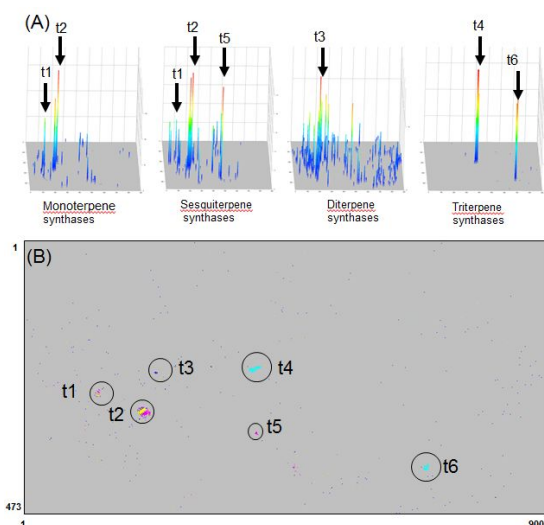 (A)
t2
t1
t2
t5
t1
t3
t4
t6
Monoterpene
synthases
Sesquiterpene
synthases
Diterpene
synthases
Triterpene
synthases
1
(B)
t3
t4
t1
t2
t5
t6
473
1
900